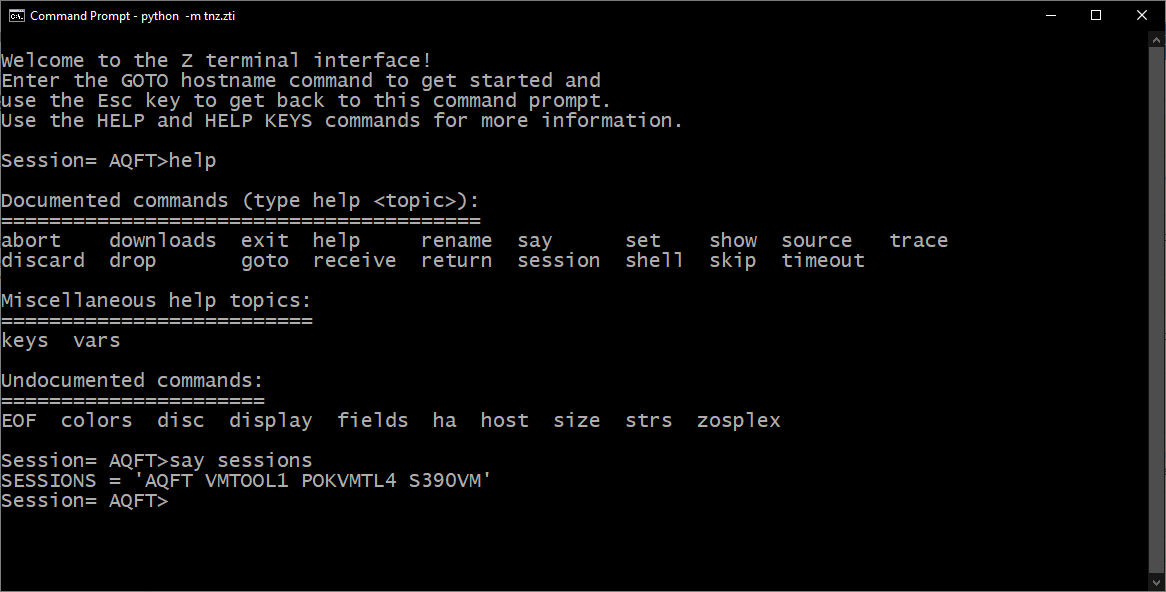 Command Prompt - python -m tnz.zti
Welcome to the Z terminal interface!
Enter the GOTO hostname command to get started and
use the Esc key to get back to this command prompt.
Use the HELP and HELP KEYS commands for more information.
Session= AQFT>help
Documented commands (type help <topic>):
========================================
abort    downloads  exit  help     rename  say      set    show  source   trace
discard  drop       goto  receive  return  session  shell  skip  timeout
Miscellaneous help topics:
==========================
keys  vars
Undocumented commands:
======================
EOF  colors  disc  display  fields  ha  host  size  strs  zosplex
Session= AQFT>say sessions
SESSIONS = 'AQFT VMTOOL1 POKVMTL4 S390VM'
Session= AQFT>